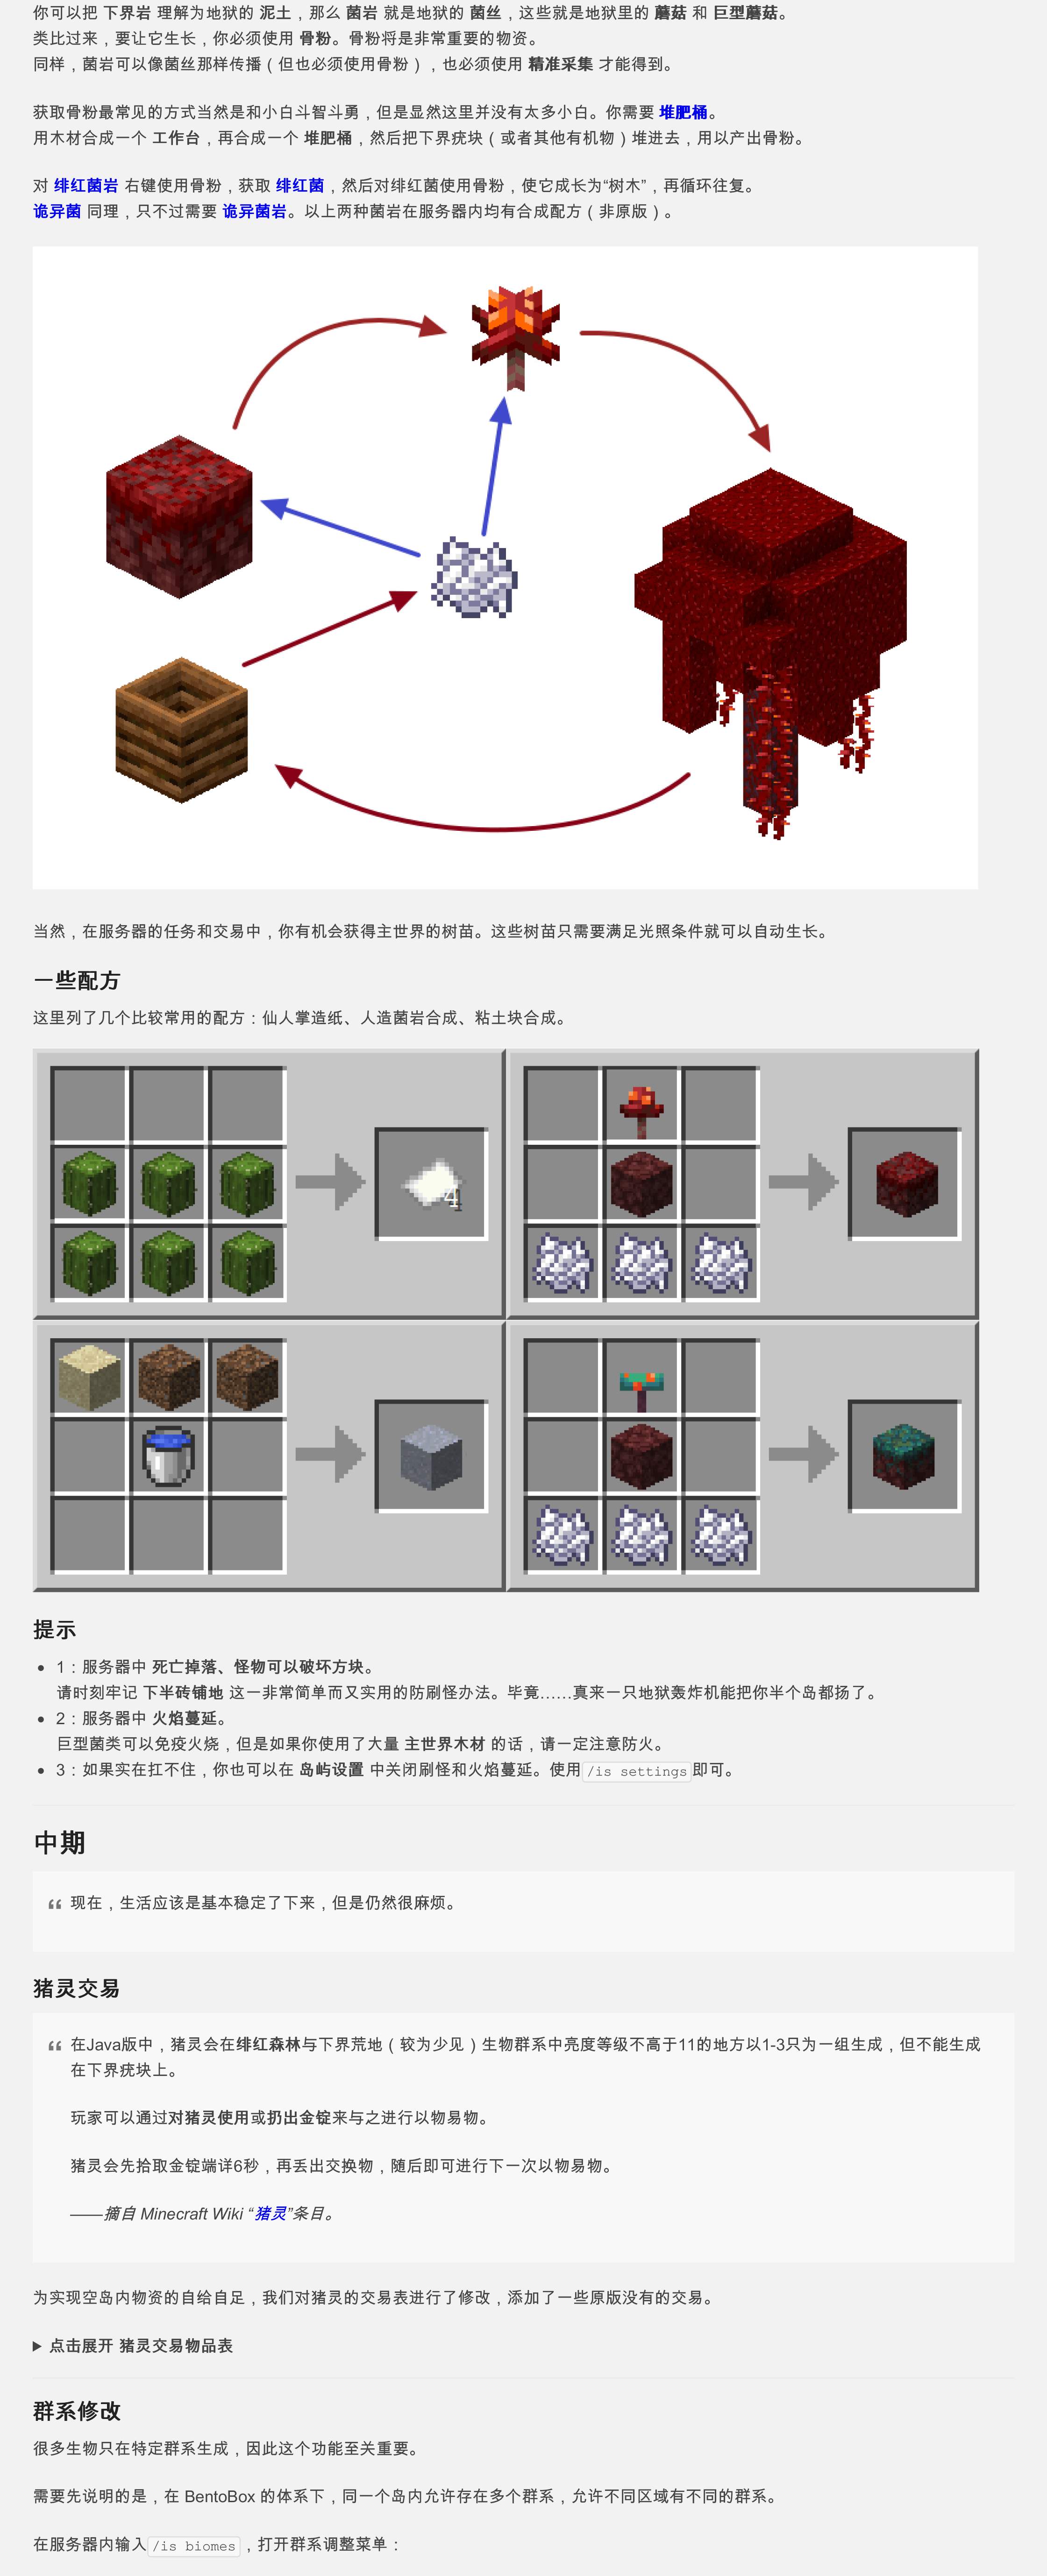 你可以把 下界岩 理解为地狱的 泥土，那么 菌岩 就是地狱的 菌丝，这些就是地狱里的 蘑菇 和 巨型蘑菇。
类比过来，要让它生长，你必须使用 骨粉。骨粉将是非常重要的物资。
同样，菌岩可以像菌丝那样传播（但也必须使用骨粉），也必须使用 精准采集 才能得到。
获取骨粉最常见的方式当然是和小白斗智斗勇，但是显然这里并没有太多小白。你需要 堆肥桶。
用木材合成一个 工作台，再合成一个 堆肥桶，然后把下界疣块（或者其他有机物）堆进去，用以产出骨粉。
对 绯红菌岩 右键使用骨粉，获取 绯红菌，然后对绯红菌使用骨粉，使它成长为“树木”，再循环往复。
诡异菌 同理，只不过需要 诡异菌岩。以上两种菌岩在服务器内均有合成配方（非原版）。
当然，在服务器的任务和交易中，你有机会获得主世界的树苗。这些树苗只需要满足光照条件就可以自动生长。
一些配方
这里列了几个比较常用的配方：仙人掌造纸、人造菌岩合成、粘土块合成。
4
提示
• 1：服务器中 死亡掉落、怪物可以破坏方块。
请时刻牢记 下半砖铺地 这一非常简单而又实用的防刷怪办法。毕竟……真来一只地狱轰炸机能把你半个岛都扬了。
• 2：服务器中 火焰蔓延。
巨型菌类可以免疫火烧，但是如果你使用了大量 主世界木材 的话，请一定注意防火。
• 3：如果实在扛不住，你也可以在 岛屿设置 中关闭刷怪和火焰蔓延。使用 /is settings 即可。
中期
“ 现在，生活应该是基本稳定了下来，但是仍然很麻烦。
猪灵交易
“ 在Java版中，猪灵会在绯红森林与下界荒地（较为少见）生物群系中亮度等级不高于11的地方以1-3只为一组生成，但不能生成
在下界疣块上。
玩家可以通过对猪灵使用或扔出金锭来与之进行以物易物。
猪灵会先拾取金锭端详6秒，再丢出交换物，随后即可进行下一次以物易物。
——摘自 Minecraft Wiki “猪灵”条目。
为实现空岛内物资的自给自足，我们对猪灵的交易表进行了修改，添加了一些原版没有的交易。
▶ 点击展开 猪灵交易物品表
群系修改
很多生物只在特定群系生成，因此这个功能至关重要。
需要先说明的是，在 BentoBox 的体系下，同一个岛内允许存在多个群系，允许不同区域有不同的群系。
在服务器内输入 /is biomes ，打开群系调整菜单：